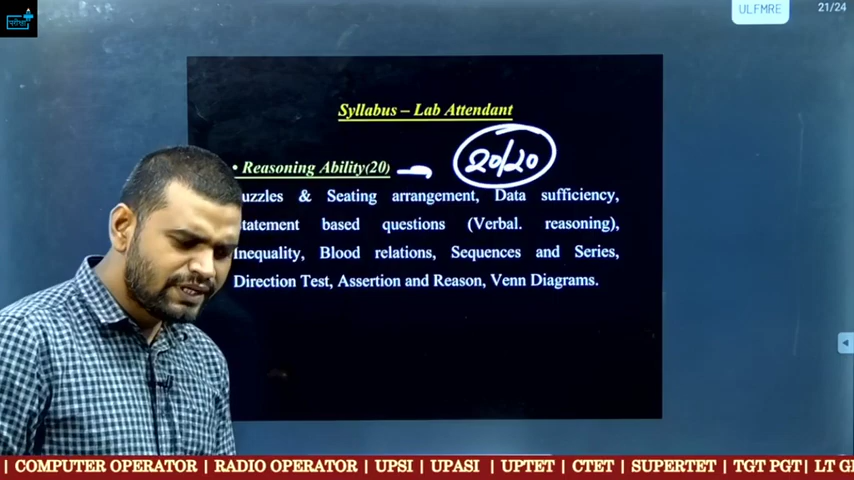 परीक्षा
ULFMRE
21/24
Syllabus – Lab Attendant
• Reasoning Ability(20) — 20/20
uzzles & Seating arrangement, Data sufficiency,
tatement based questions (Verbal. reasoning),
Inequality, Blood relations, Sequences and Series,
Direction Test, Assertion and Reason, Venn Diagrams.
| COMPUTER OPERATOR | RADIO OPERATOR | UPSI | UPASI | UPTET | CTET | SUPERTET | TGT PGT | LT G